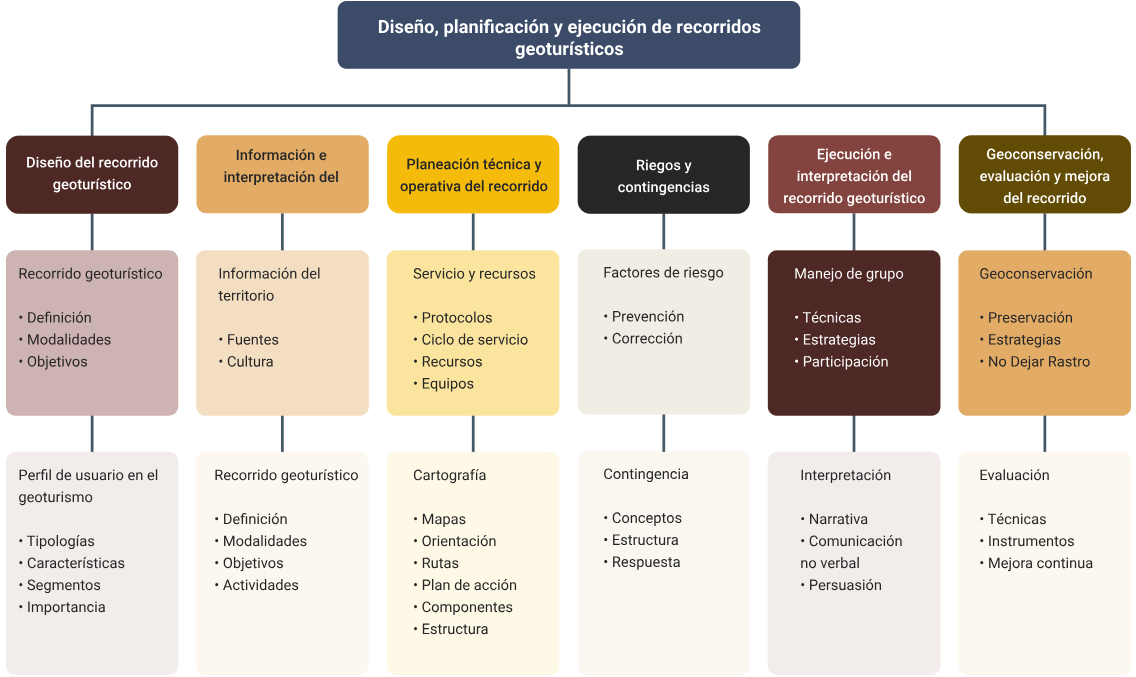 Diseño, planificación y ejecución de recorridos
geoturísticos
Diseño del recorrido
geoturístico
Recorrido geoturístico
• Definición
• Modalidades
• Objetivos
Perfil de usuario en el
geoturismo
• Tipologías
• Características
• Segmentos
• Importancia
Información e
interpretación del
Información del
territorio
• Fuentes
• Cultura
Recorrido geoturístico
• Definición
• Modalidades
• Objetivos
• Actividades
Planeación técnica y
operativa del recorrido
Servicio y recursos
• Protocolos
• Ciclo de servicio
• Recursos
• Equipos
Cartografía
• Mapas
• Orientación
• Rutas
• Plan de acción
• Componentes
• Estructura
Riegos y
contingencias
Factores de riesgo
• Prevención
• Corrección
Contingencia
• Conceptos
• Estructura
• Respuesta
Ejecución e
interpretación del
recorrido geoturístico
Manejo de grupo
• Técnicas
• Estrategias
• Participación
Interpretación
• Narrativa
• Comunicación
no verbal
• Persuasión
Geoconservación,
evaluación y mejora
del recorrido
Geoconservación
• Preservación
• Estrategias
• No Dejar Rastro
Evaluación
• Técnicas
• Instrumentos
• Mejora continua